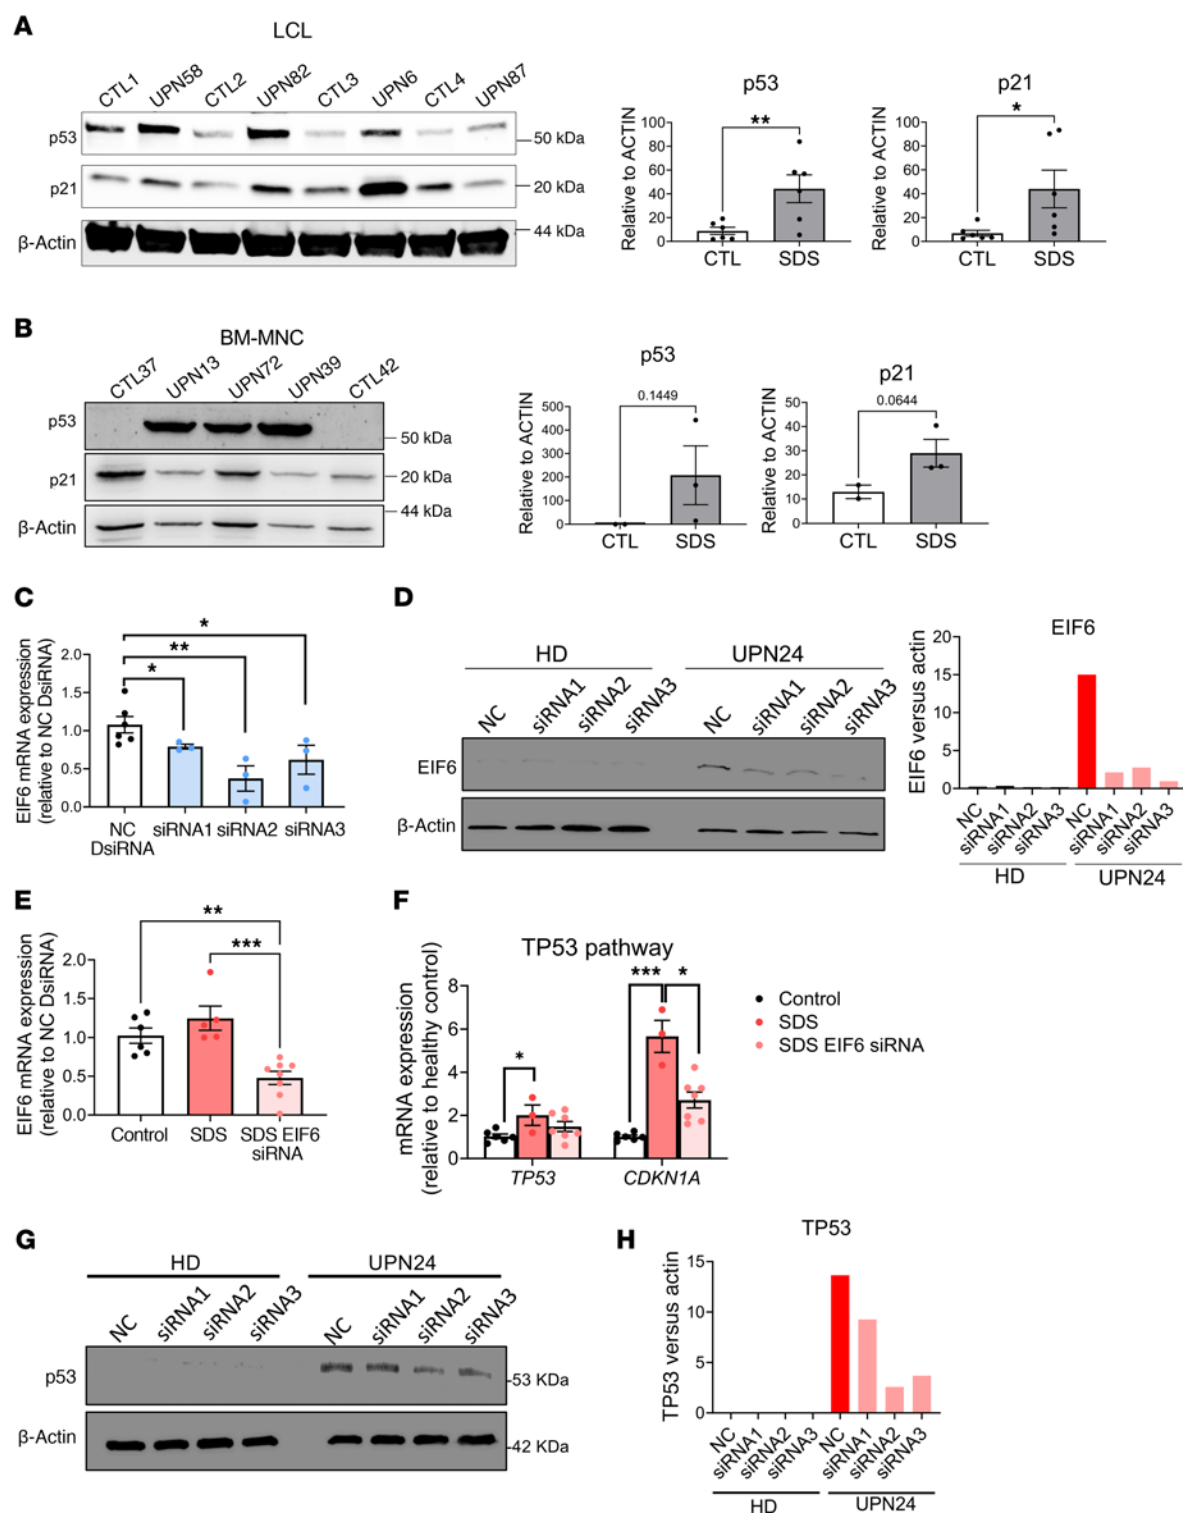 A
LCL
CTL1 UPN58 CTL2 UPN82 CTL3 UPN6 CTL4 UPN87
p53
50 kDa
p21
20 kDa
β-Actin
44 kDa
p53
Relative to ACTIN
100
80
60
40
20
0
**
CTL SDS
p21
Relative to ACTIN
100
80
60
40
20
0
*
CTL SDS
B
BM-MNC
CTL37 UPN13 UPN72 UPN39 CTL42
p53
50 kDa
p21
20 kDa
44 kDa
β-Actin
p53
Relative to ACTIN
500
400
300
200
100
0
0.1449
CTL SDS
p21
Relative to ACTIN
50
40
30
20
10
0
0.0644
CTL SDS
C
EIF6 mRNA expression
(relative to NC DsiRNA)
2.0
1.5
1.0
0.5
0.0
*
**
*
NC siRNA1 siRNA2 siRNA3
DsiRNA
D
HD UPN24
NC siRNA1 siRNA2 siRNA3 NC siRNA1 siRNA2 siRNA3
EIF6
β-Actin
EIF6
EIF6 versus actin
20
15
10
5
0
NC siRNA1 siRNA2 siRNA3 NC siRNA1 siRNA2 siRNA3
HD UPN24
E
EIF6 mRNA expression
(relative to NC DsiRNA)
2.0
1.5
1.0
0.5
0.0
**
***
Control SDS SDS EIF6
siRNA
F
TP53 pathway
mRNA expression
(relative to healthy control)
8
6
4
2
0
*
*** *
TP53 CDKN1A
Control
SDS
SDS EIF6 siRNA
G
HD UPN24
NC siRNA1 siRNA2 siRNA3 NC siRNA1 siRNA2 siRNA3
p53
53 KDa
β-Actin
42 KDa
H
TP53
TP53 versus actin
15
10
5
0
NC siRNA1 siRNA2 siRNA3 NC siRNA1 siRNA2 siRNA3
HD UPN24